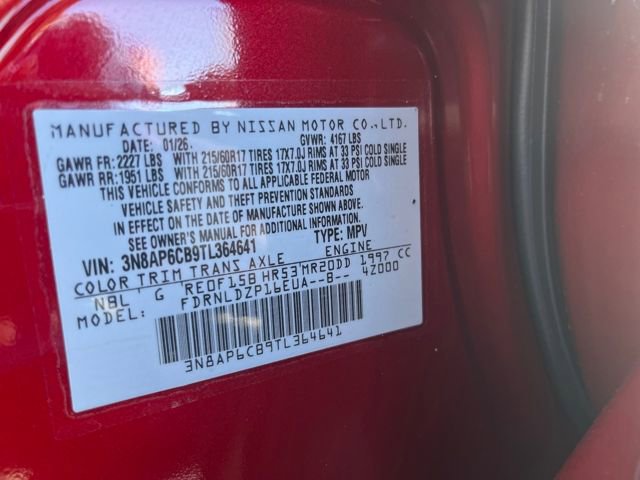 MANUFACTURED BY NISSAN MOTOR CO.,LTD.
DATE: 01/26 GVWR: 4167 LBS
GAWR FR: 2227 LBS WITH 215/60R17 TIRES 17X7.0J RIMS AT 33 PSI COLD SINGLE
GAWR RR: 1951 LBS WITH 215/60R17 TIRES 17X7.0J RIMS AT 33 PSI COLD SINGLE
THIS VEHICLE CONFORMS TO ALL APPLICABLE FEDERAL MOTOR
VEHICLE SAFETY AND THEFT PREVENTION STANDARDS
IN EFFECT ON THE DATE OF MANUFACTURE SHOWN ABOVE.
SEE OWNER'S MANUAL FOR ADDITIONAL INFORMATION.
VIN: 3N8AP6CB9TL364641 TYPE: MPV
COLOR TRIM TRANS AXLE ENGINE
NBL G RE0F15B HR53 MR20DD 1997 CC
MODEL: FDRNLDZP16EUA--B-- 4Z000
3N8AP6CB9TL364641